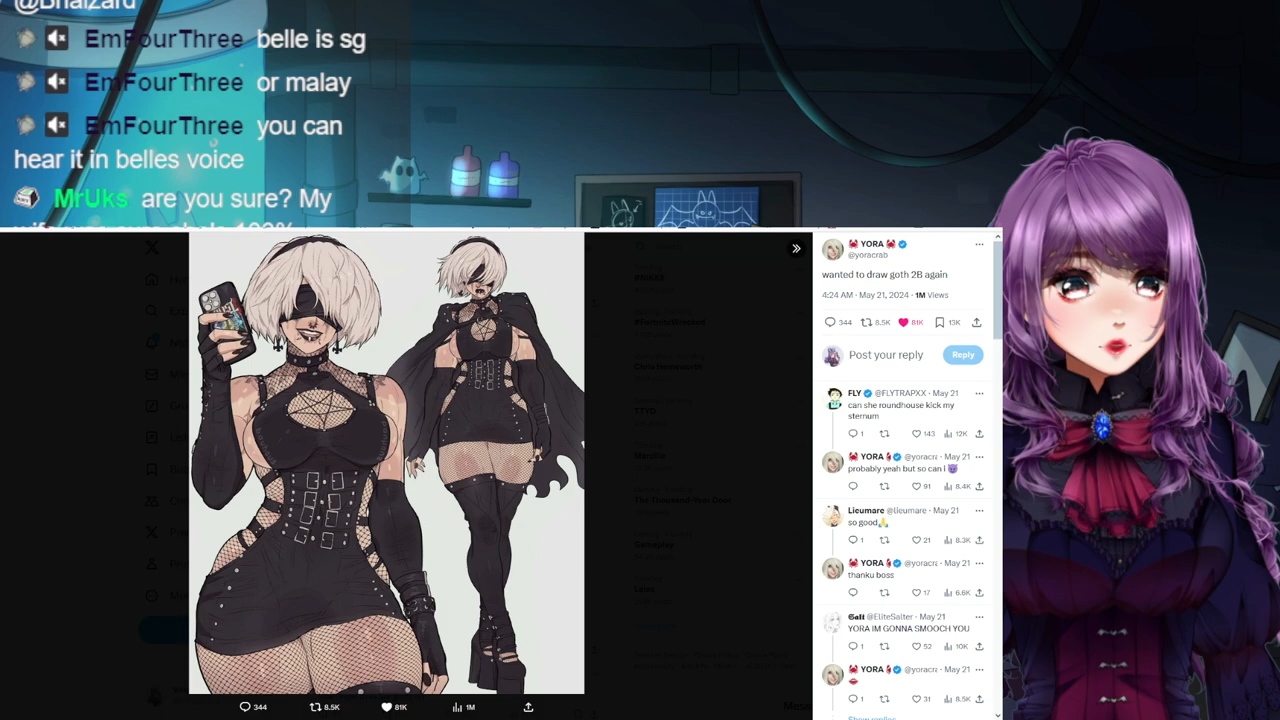 @Bhaizard
EmFourThree belle is sg
EmFourThree or malay
EmFourThree you can
hear it in belles voice
MrUks are you sure? My
YORA
@yoracrab
wanted to draw goth 2B again
4:24 AM · May 21, 2024 · 1M Views
344 8.5K 81K 13K
Post your reply
Reply
FLY @FLYTRAPXX · May 21
can she roundhouse kick my
sternum
1 143 12K
YORA @yoracra · May 21
probably yeah but so can i
91 8.4K
Lieumare @lieumare · May 21
so good
1 21 8.3K
YORA @yoracra · May 21
thanku boss
17 6.6K
Salt @EliteSalter · May 21
YORA IM GONNA SMOOCH YOU
1 52 10K
YORA @yoracra · May 21
1 31 8.5K
Show replies
344 8.5K 81K 1M